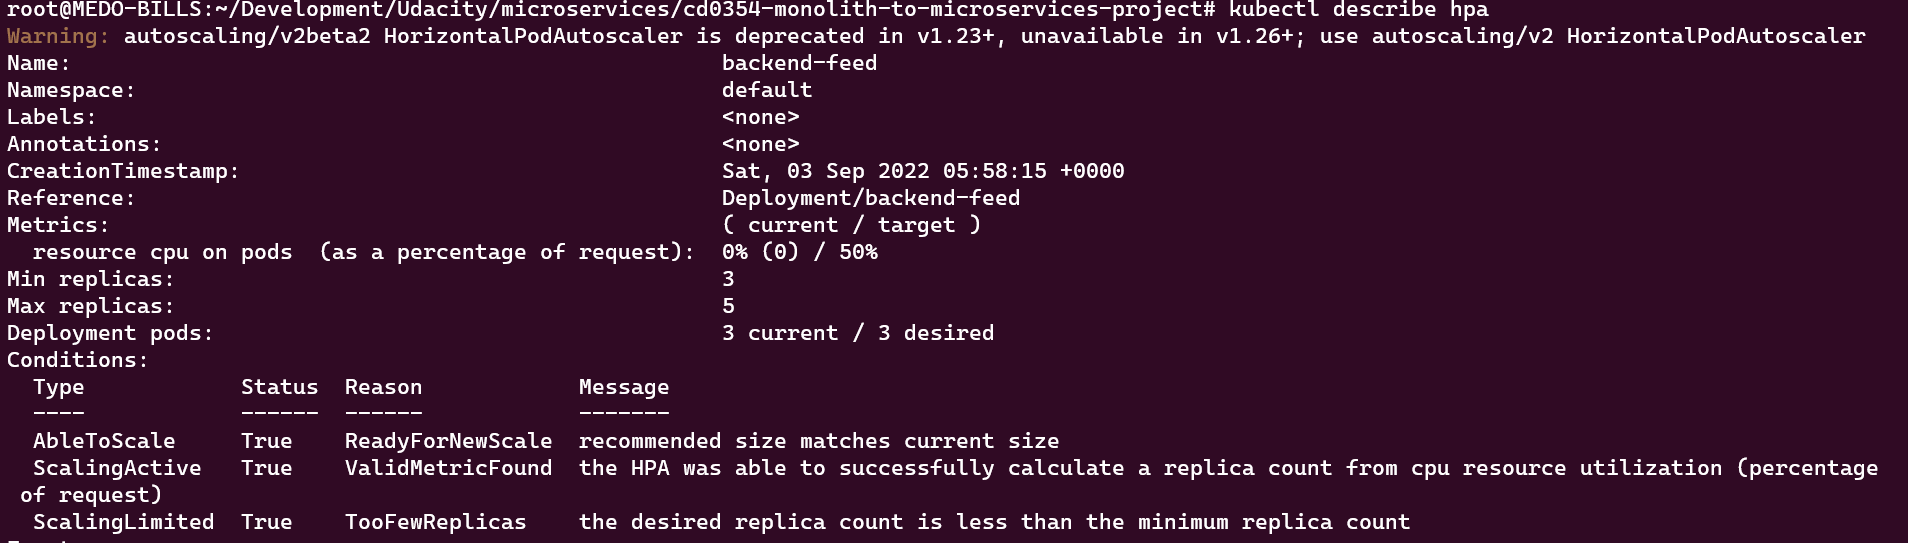 root@MEDO-BILLS:~/Development/Udacity/microservices/cd0354-monolith-to-microservices-project# kubectl describe hpa
Warning: autoscaling/v2beta2 HorizontalPodAutoscaler is deprecated in v1.23+, unavailable in v1.26+; use autoscaling/v2 HorizontalPodAutoscaler
Name: backend-feed
Namespace: default
Labels: <none>
Annotations: <none>
CreationTimestamp: Sat, 03 Sep 2022 05:58:15 +0000
Reference: Deployment/backend-feed
Metrics: ( current / target )
resource cpu on pods (as a percentage of request): 0% (0) / 50%
Min replicas: 3
Max replicas: 5
Deployment pods: 3 current / 3 desired
Conditions:
Type Status Reason Message
---- ------ ------ -------
AbleToScale True ReadyForNewScale recommended size matches current size
ScalingActive True ValidMetricFound the HPA was able to successfully calculate a replica count from cpu resource utilization (percentage
of request)
ScalingLimited True TooFewReplicas the desired replica count is less than the minimum replica count